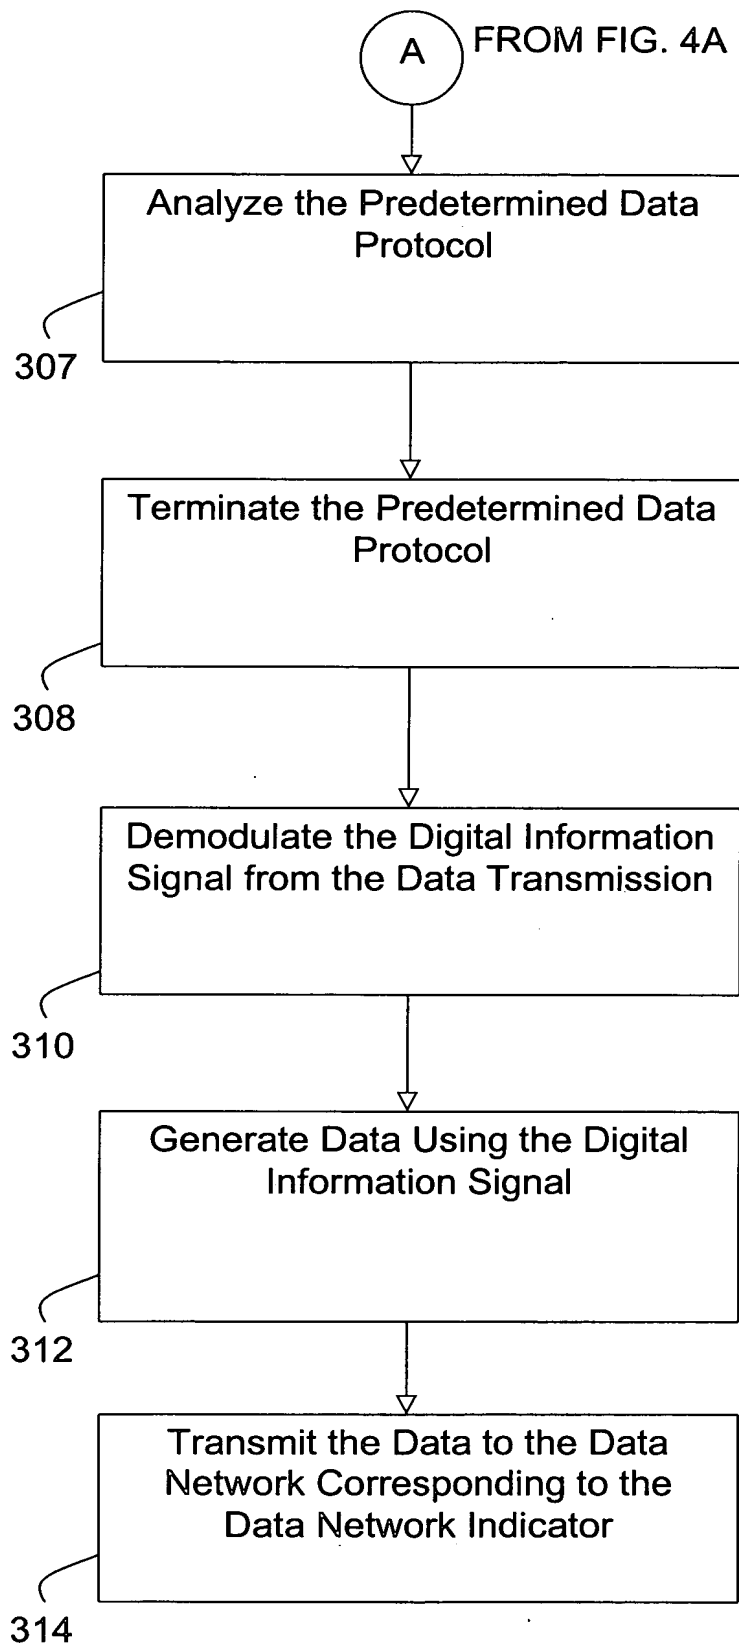 A FROM FIG. 4A
Analyze the Predetermined Data
Protocol
307
Terminate the Predetermined Data
Protocol
308
Demodulate the Digital Information
Signal from the Data Transmission
310
Generate Data Using the Digital
Information Signal
312
Transmit the Data to the Data
Network Corresponding to the
Data Network Indicator
314